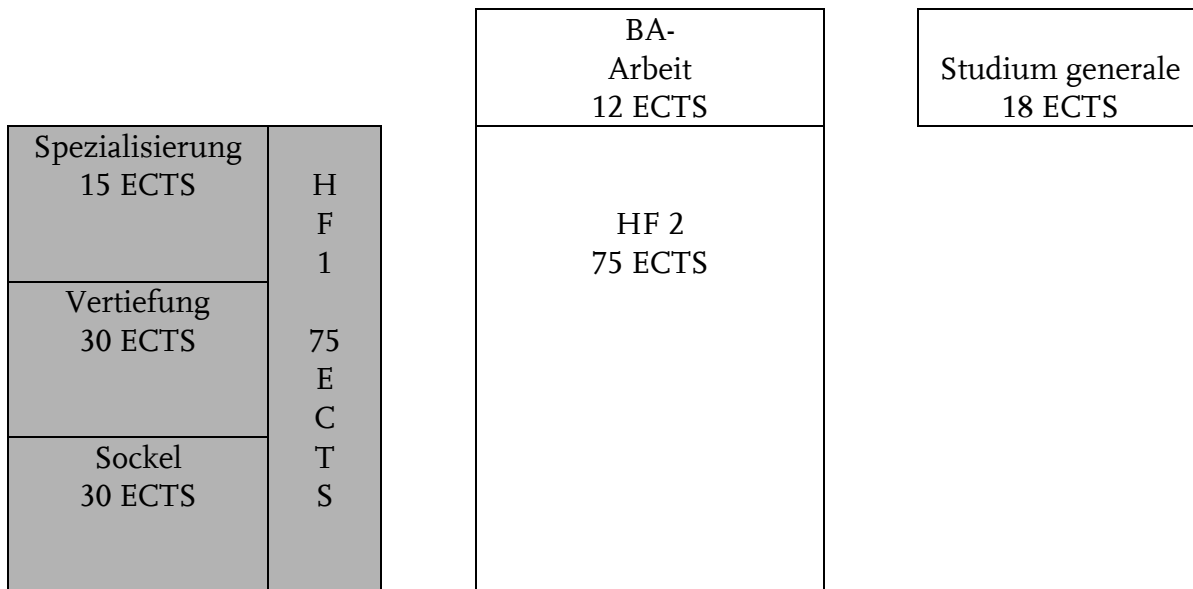 BA-
Arbeit
12 ECTS
Studium generale
18 ECTS
Spezialisierung
15 ECTS
Vertiefung
30 ECTS
Sockel
30 ECTS
H
F
1
75
E
C
T
S
HF 2
75 ECTS